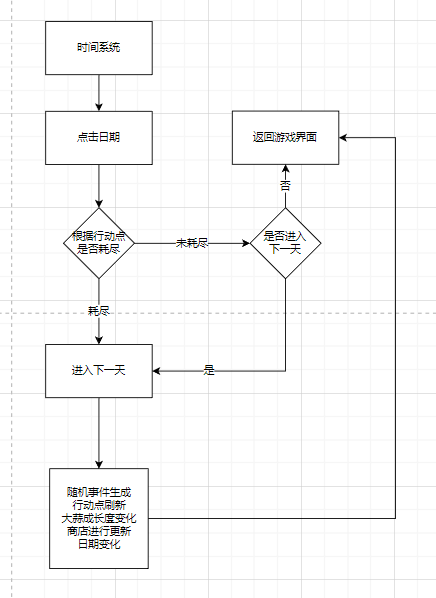 时间系统
点击日期
返回游戏界面
根据行动点
是否耗尽
未耗尽
是否进入
下一天
否
耗尽
进入下一天
是
随机事件生成
行动点刷新
大蒜成长度变化
商店进行更新
日期变化